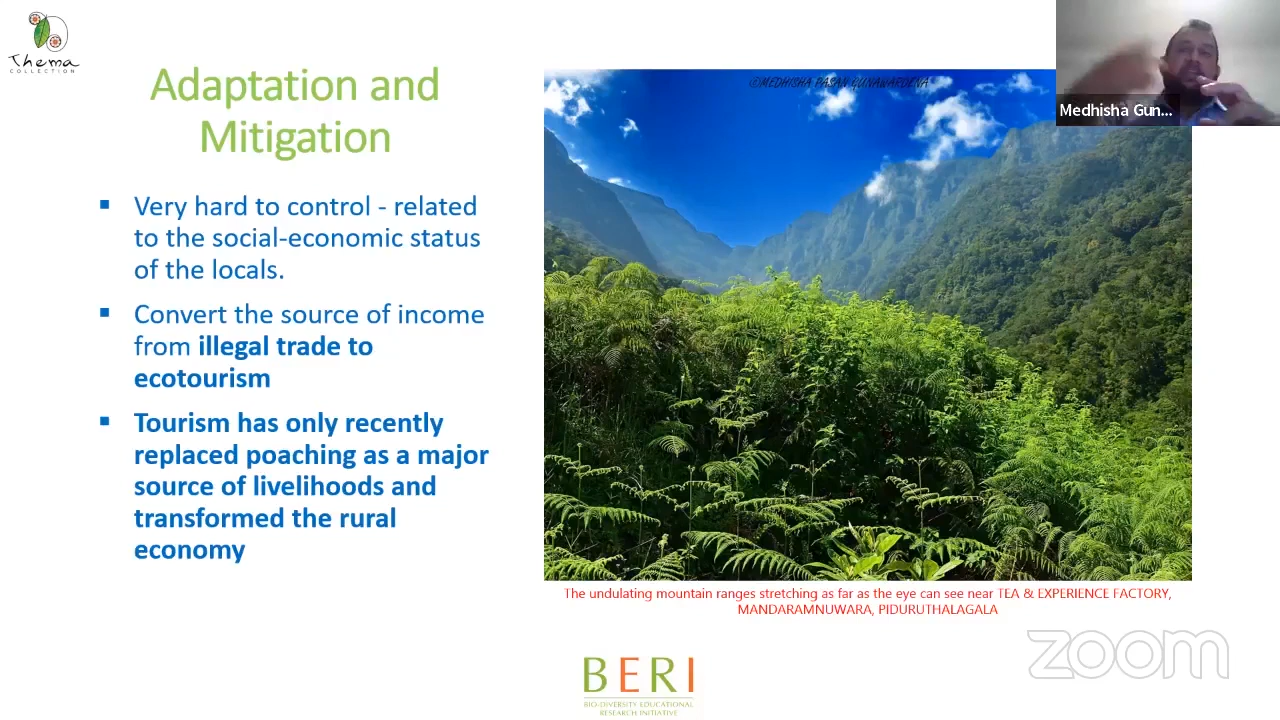 Thema
COLLECTION
Adaptation and
Mitigation
▪ Very hard to control - related
to the social-economic status
of the locals.
▪ Convert the source of income
from illegal trade to
ecotourism
▪ Tourism has only recently
replaced poaching as a major
source of livelihoods and
transformed the rural
economy
©MEDHISHA PASAN GUNAWARDENA
Medhisha Gun...
The undulating mountain ranges stretching as far as the eye can see near TEA & EXPERIENCE FACTORY,
MANDARAMNUWARA, PIDURUTHALAGALA
zoom
BERI
BIO-DIVERSITY EDUCATIONAL
RESEARCH INITIATIVE